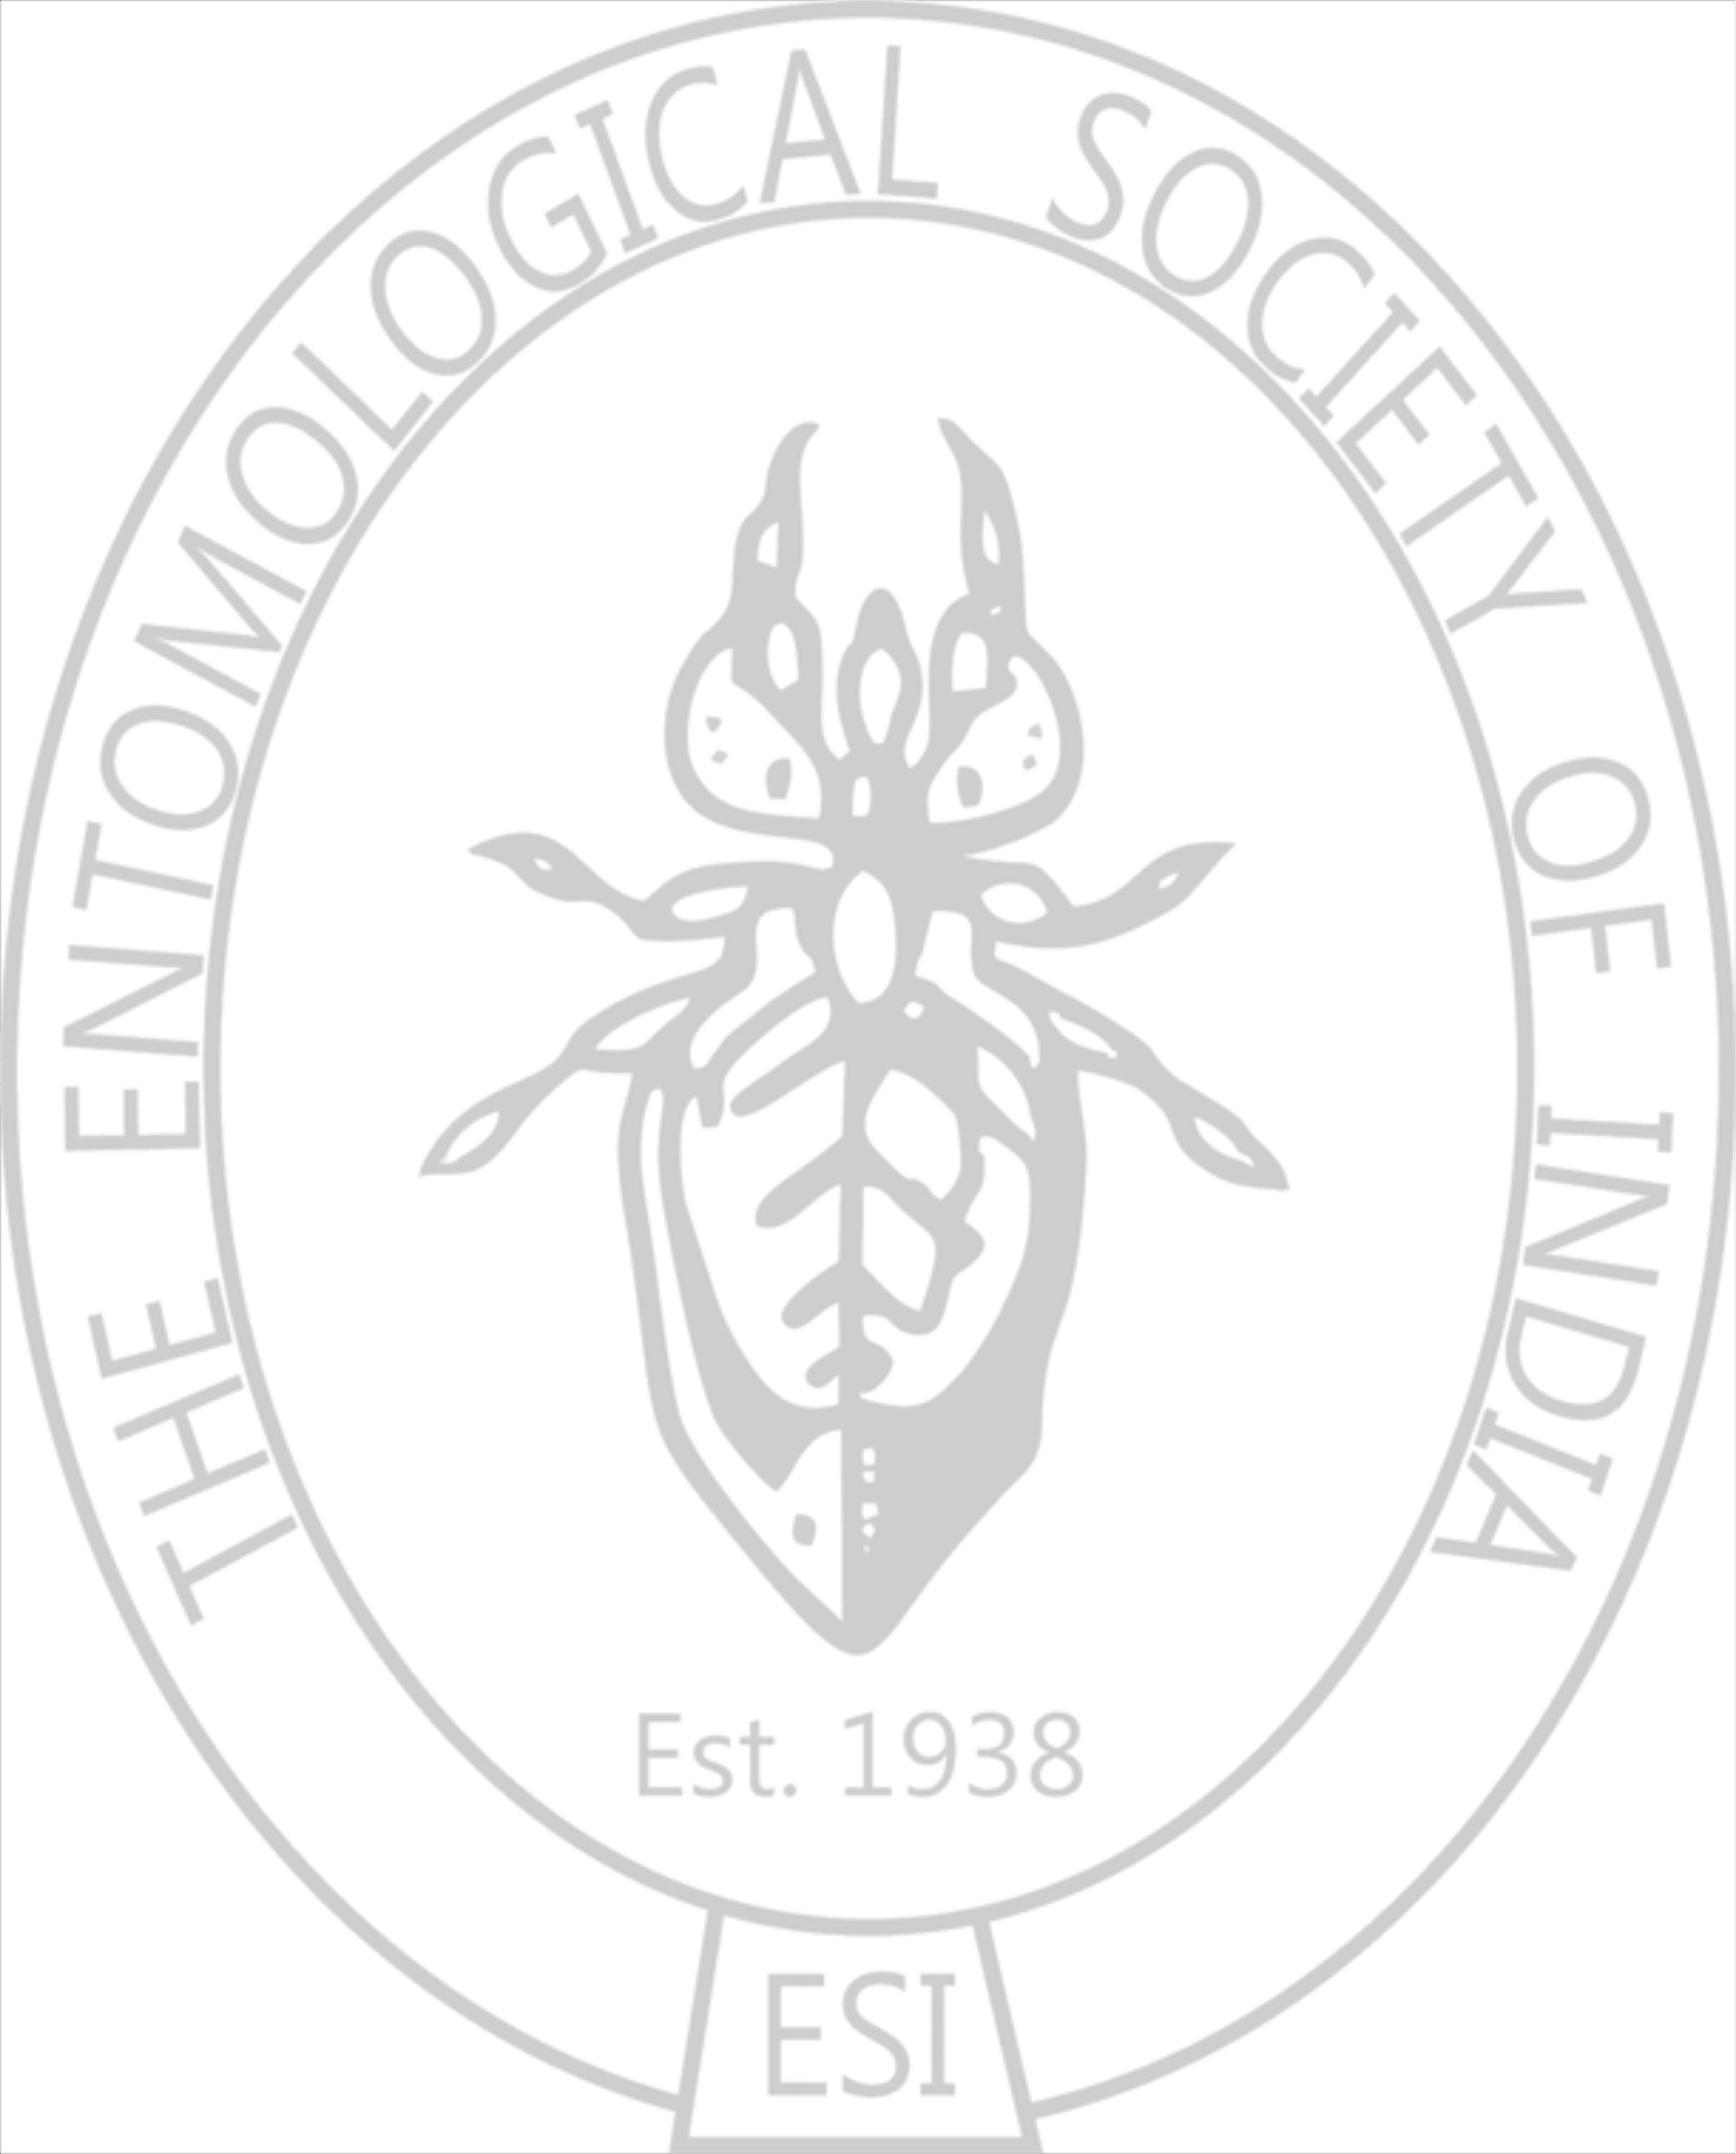 THE ENTOMOLOGICAL SOCIETY OF INDIA
Est. 1938
ESI